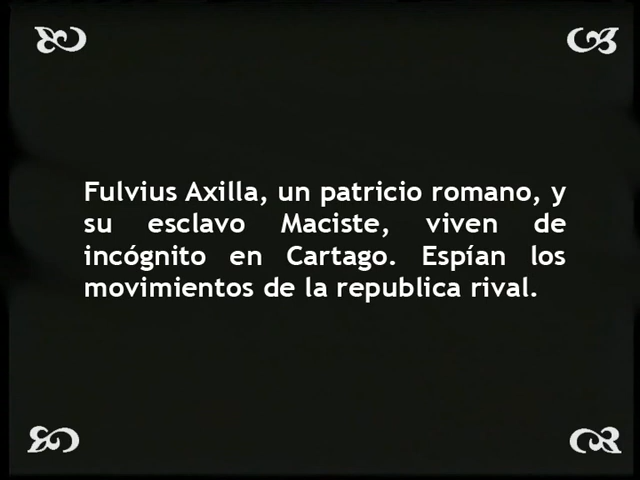 Fulvius Axilla, un patricio romano, y
su esclavo Maciste, viven de
incógnito en Cartago. Espían los
movimientos de la republica rival.